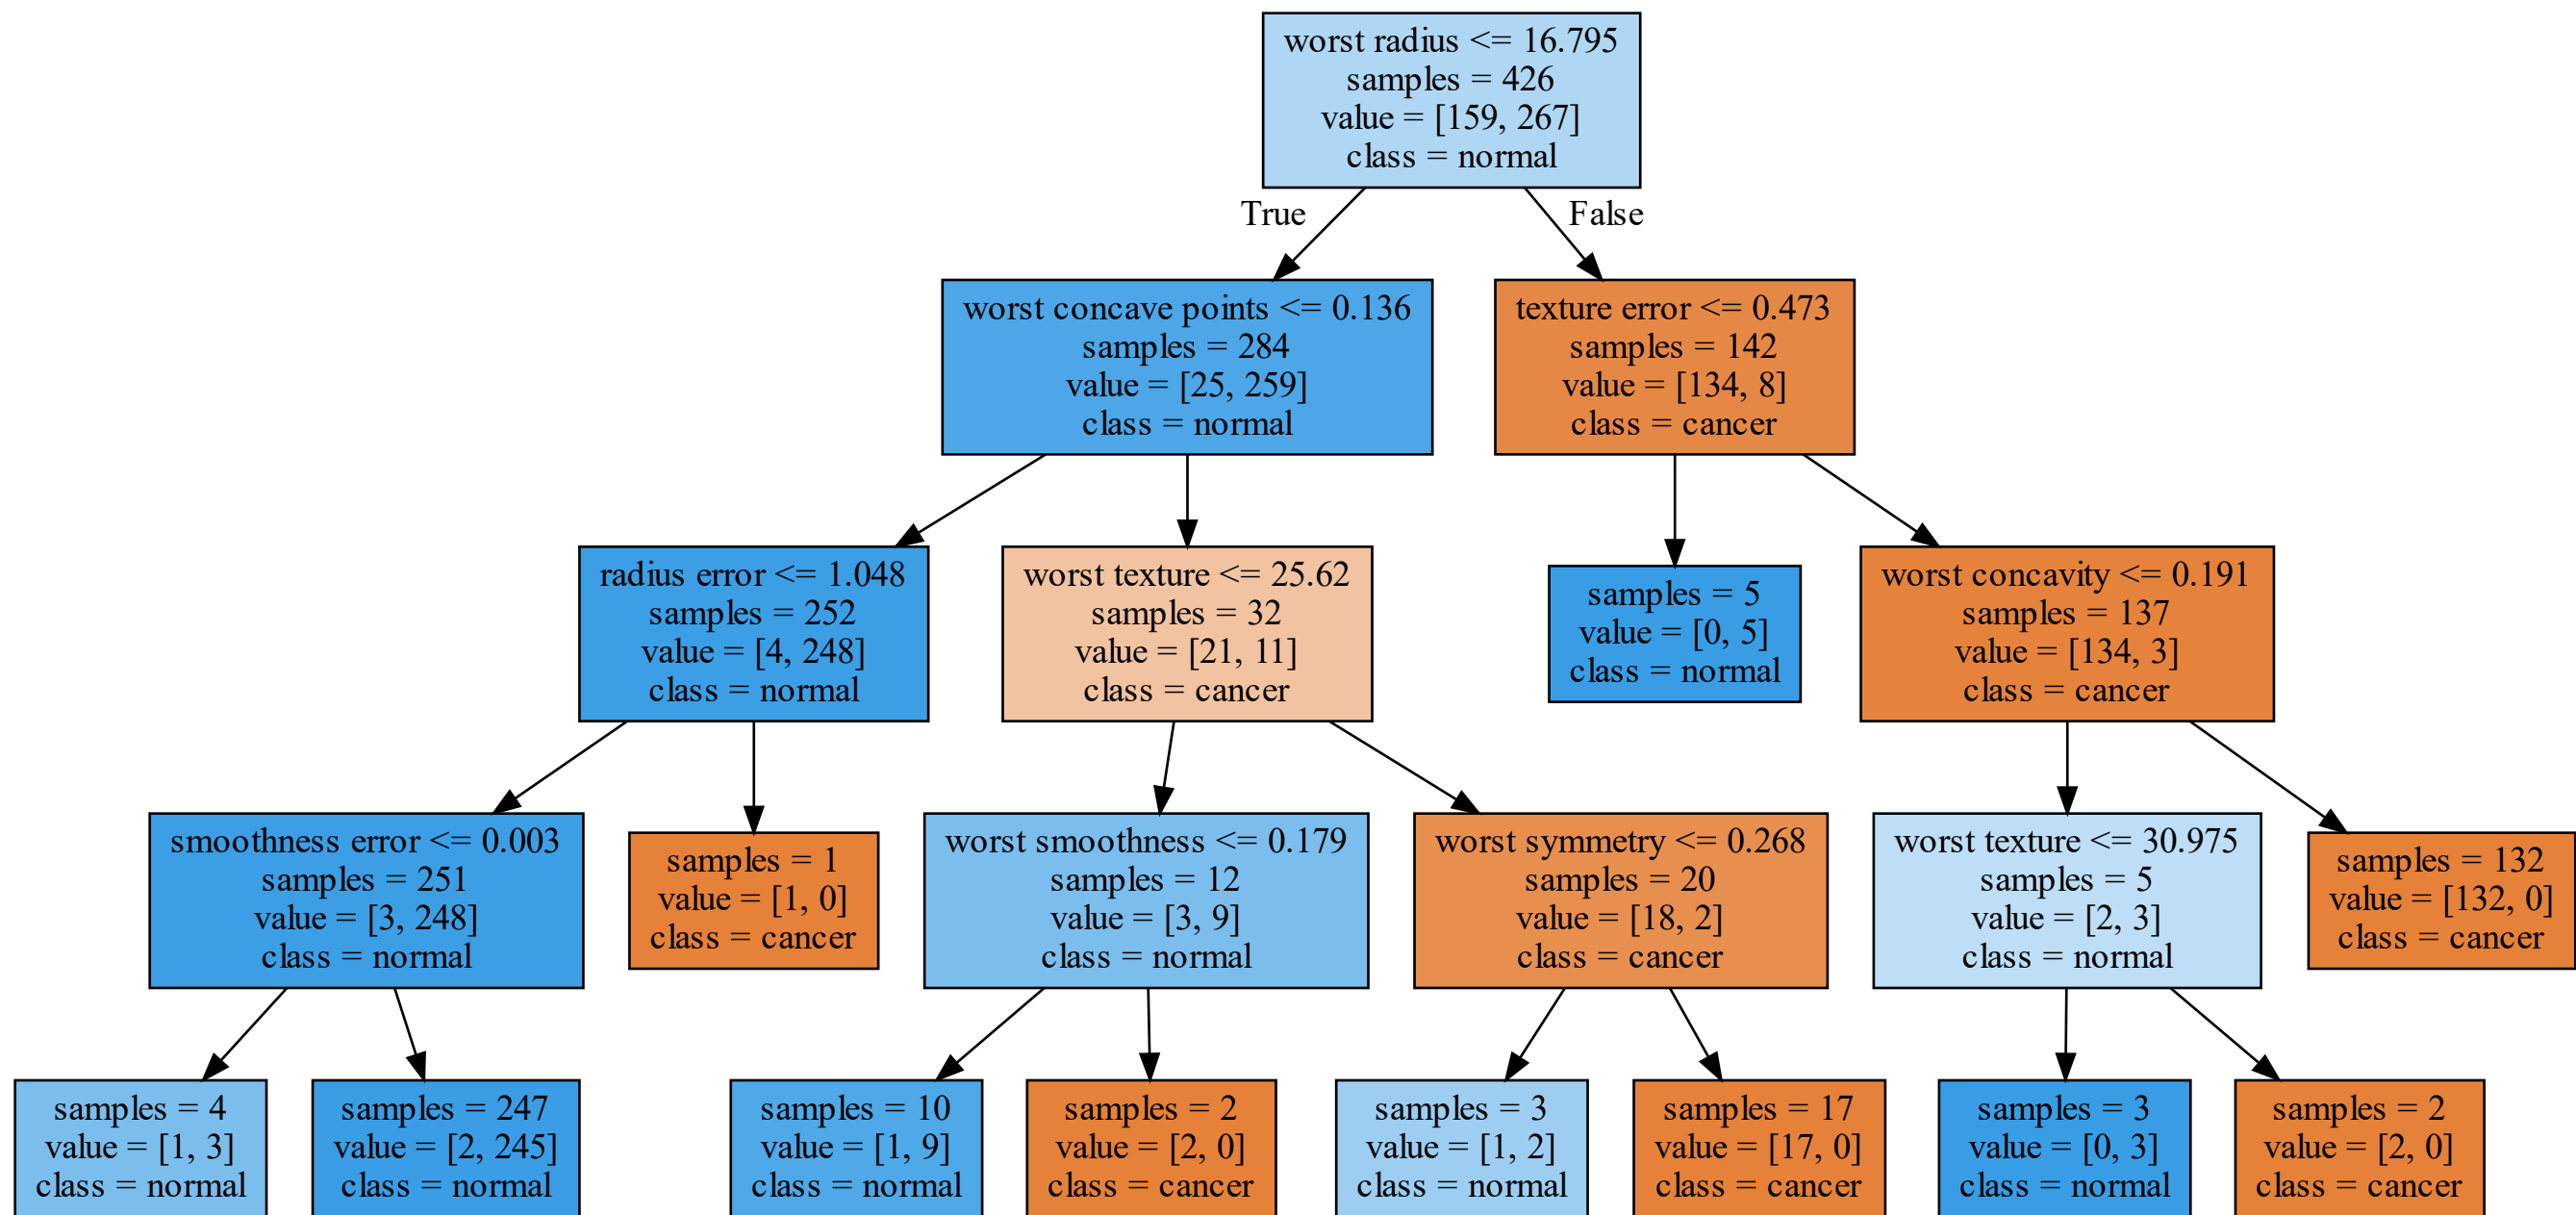 worst radius <= 16.795
samples = 426
value = [159, 267]
class = normal
True
False
worst concave points <= 0.136
samples = 284
value = [25, 259]
class = normal
texture error <= 0.473
samples = 142
value = [134, 8]
class = cancer
radius error <= 1.048
samples = 252
value = [4, 248]
class = normal
worst texture <= 25.62
samples = 32
value = [21, 11]
class = cancer
samples = 5
value = [0, 5]
class = normal
worst concavity <= 0.191
samples = 137
value = [134, 3]
class = cancer
smoothness error <= 0.003
samples = 251
value = [3, 248]
class = normal
samples = 1
value = [1, 0]
class = cancer
worst smoothness <= 0.179
samples = 12
value = [3, 9]
class = normal
worst symmetry <= 0.268
samples = 20
value = [18, 2]
class = cancer
worst texture <= 30.975
samples = 5
value = [2, 3]
class = normal
samples = 132
value = [132, 0]
class = cancer
samples = 4
value = [1, 3]
class = normal
samples = 247
value = [2, 245]
class = normal
samples = 10
value = [1, 9]
class = normal
samples = 2
value = [2, 0]
class = cancer
samples = 3
value = [1, 2]
class = normal
samples = 17
value = [17, 0]
class = cancer
samples = 3
value = [0, 3]
class = normal
samples = 2
value = [2, 0]
class = cancer